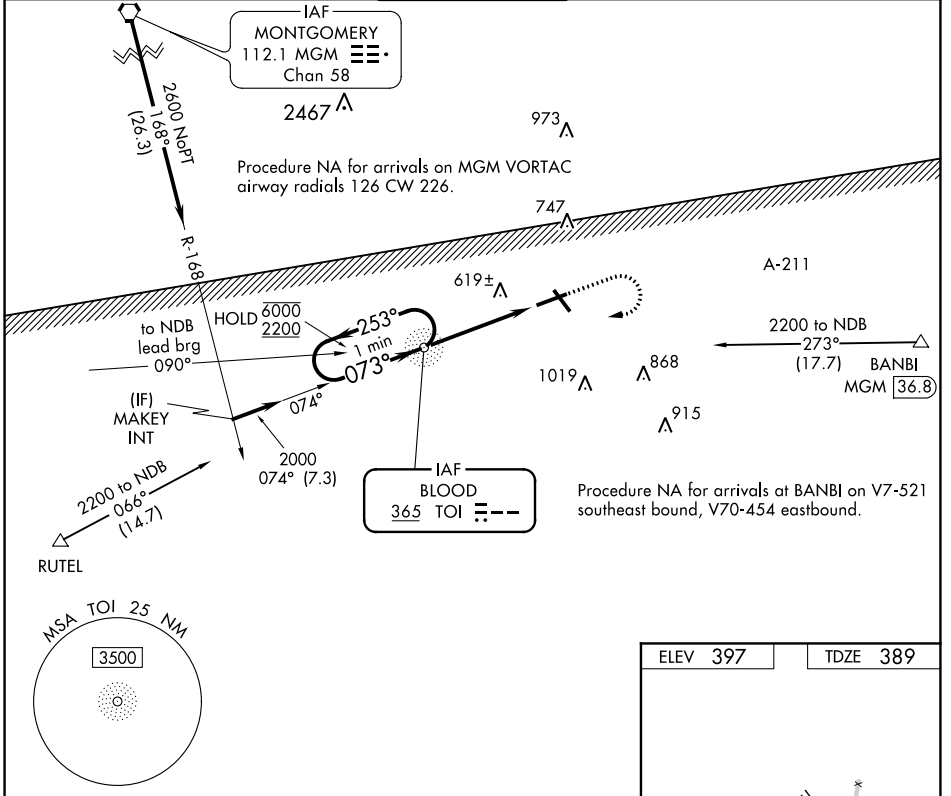 IAF
MONTGOMERY
112.1 MGM
Chan 58
2600 NoPT
168°
(26.3)
2467
973
Procedure NA for arrivals on MGM VORTAC
airway radials 126 CW 226.
747
R-168
A-211
619±
HOLD 6000
2200
253°
1 min
073°
to NDB
lead brg
090°
2200 to NDB
273°
(17.7)
BANBI
MGM 36.8
1019
868
915
(IF)
MAKEY
INT
074°
2000
074° (7.3)
2200 to NDB
066°
(14.7)
RUTEL
IAF
BLOOD
365 TOI
Procedure NA for arrivals at BANBI on V7-521
southeast bound, V70-454 eastbound.
MSA TOI 25 NM
3500
ELEV 397
TDZE 389